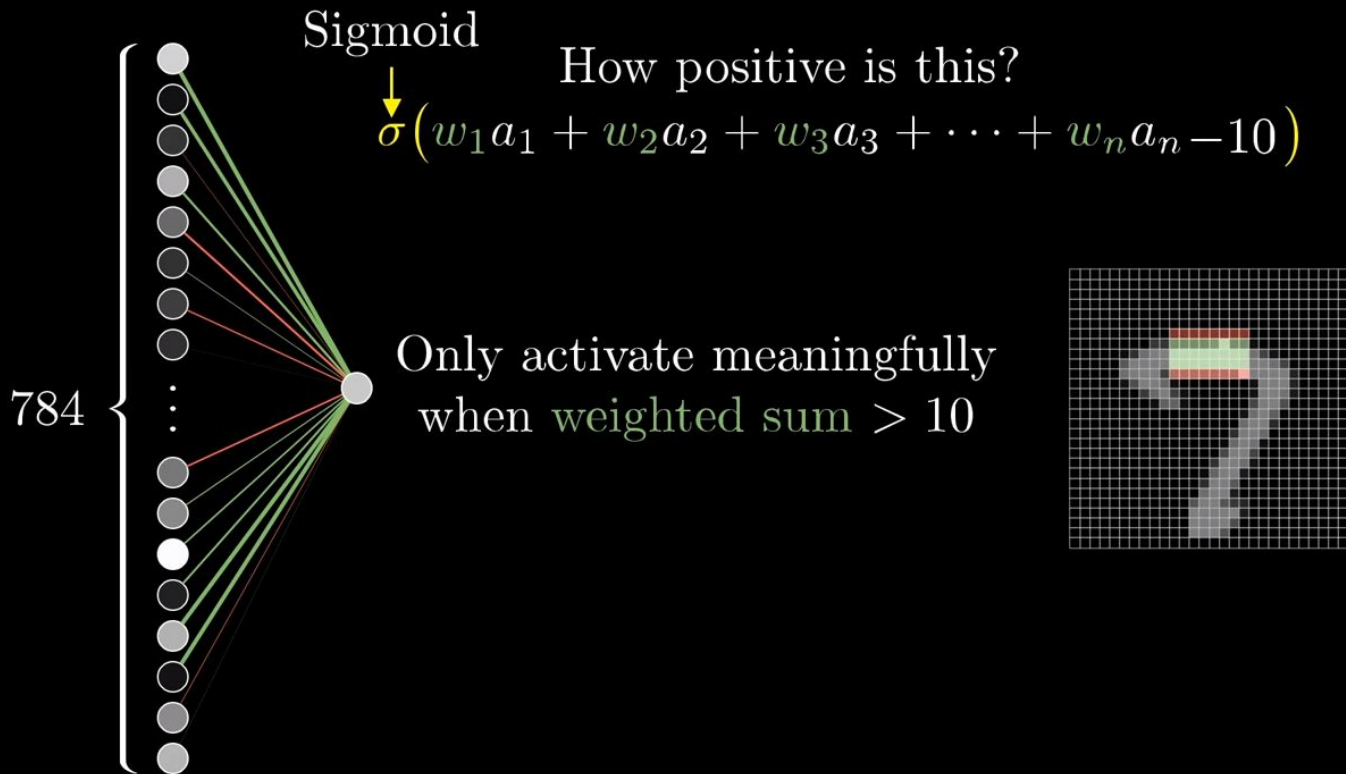 Sigmoid
How positive is this?
σ(w₁a₁ + w₂a₂ + w₃a₃ + ⋯ + wₙaₙ −10)
784
Only activate meaningfully
when weighted sum > 10